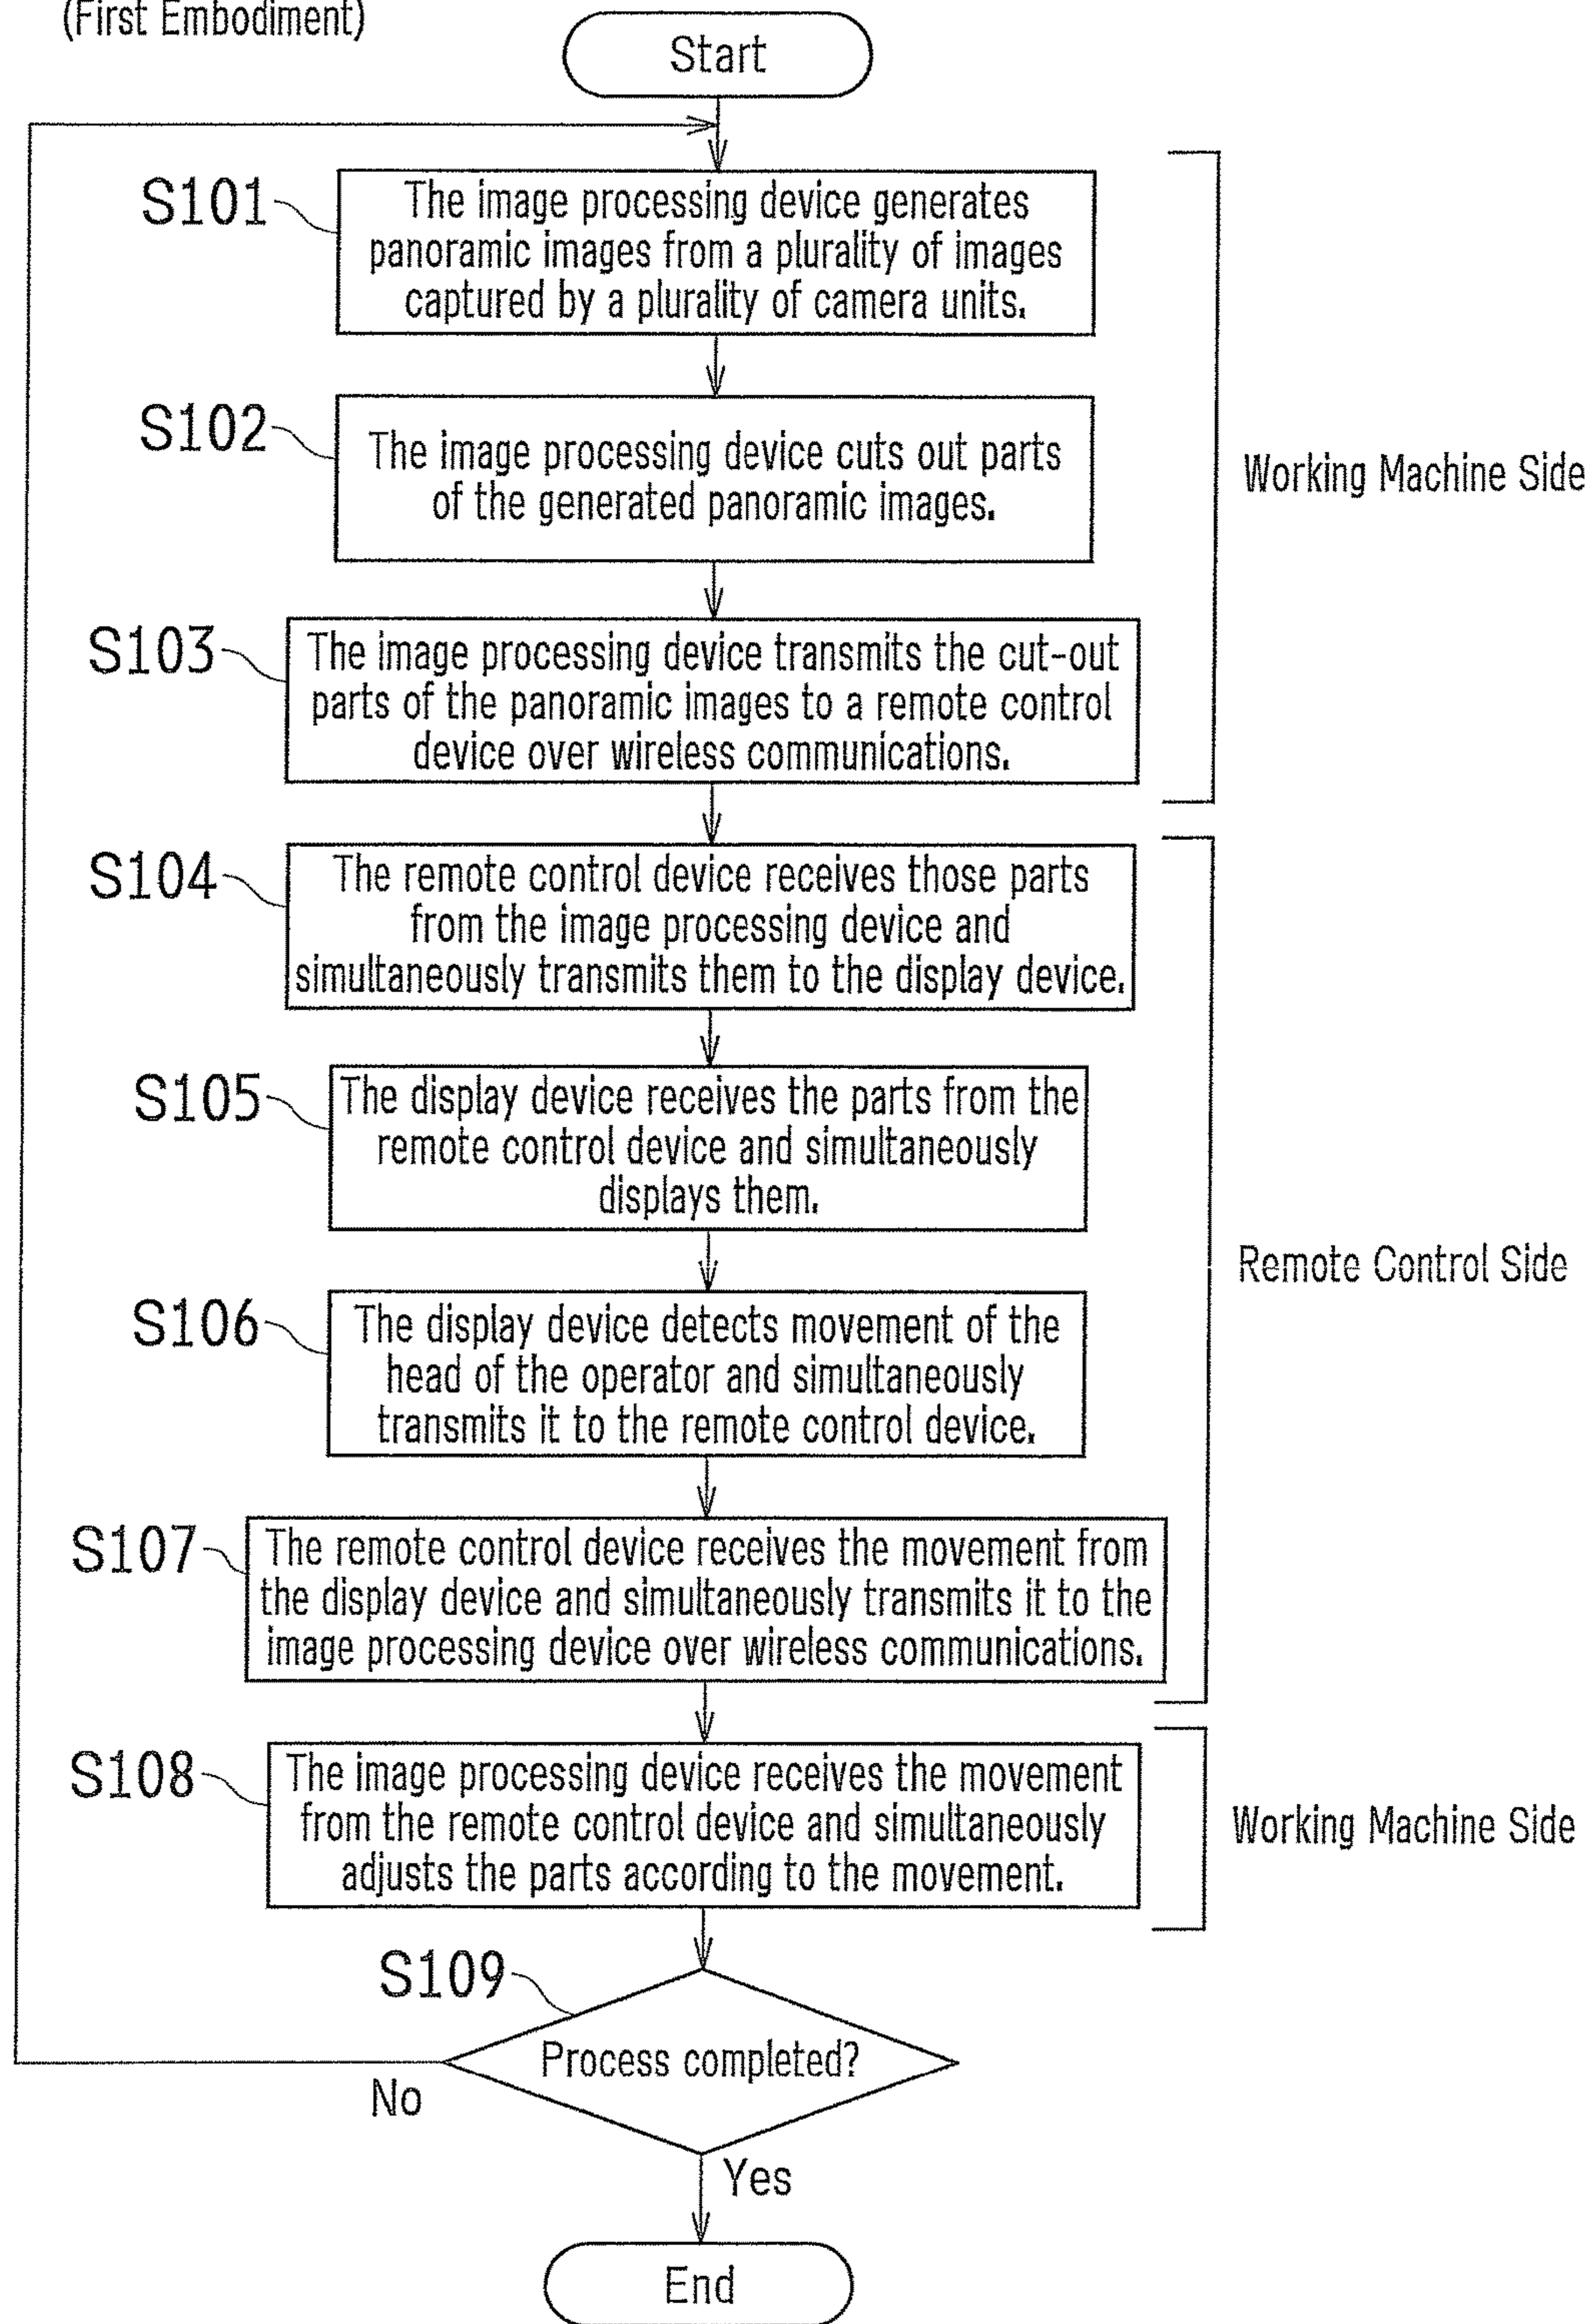 (First Embodiment)
Start
S101
The image processing device generates
panoramic images from a plurality of images
captured by a plurality of camera units.
S102
The image processing device cuts out parts
of the generated panoramic images.
Working Machine Side
S103
The image processing device transmits the cut-out
parts of the panoramic images to a remote control
device over wireless communications.
S104
The remote control device receives those parts
from the image processing device and
simultaneously transmits them to the display device.
S105
The display device receives the parts from the
remote control device and simultaneously
displays them.
Remote Control Side
S106
The display device detects movement of the
head of the operator and simultaneously
transmits it to the remote control device.
S107
The remote control device receives the movement from
the display device and simultaneously transmits it to the
image processing device over wireless communications.
S108
The image processing device receives the movement
from the remote control device and simultaneously
adjusts the parts according to the movement.
Working Machine Side
S109
Process completed?
No
Yes
End